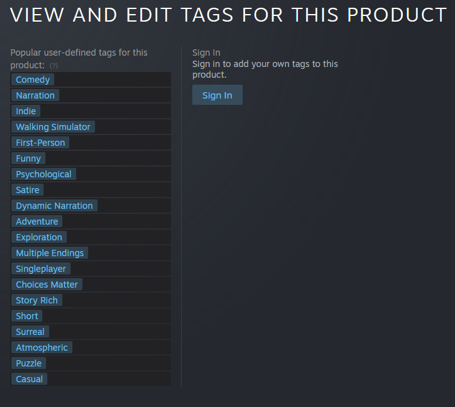 VIEW AND EDIT TAGS FOR THIS PRODUCT
Popular user-defined tags for this
product: (?)
Comedy
Narration
Indie
Walking Simulator
First-Person
Funny
Psychological
Satire
Dynamic Narration
Adventure
Exploration
Multiple Endings
Singleplayer
Choices Matter
Story Rich
Short
Surreal
Atmospheric
Puzzle
Casual
Sign In
Sign in to add your own tags to this
product.
Sign In